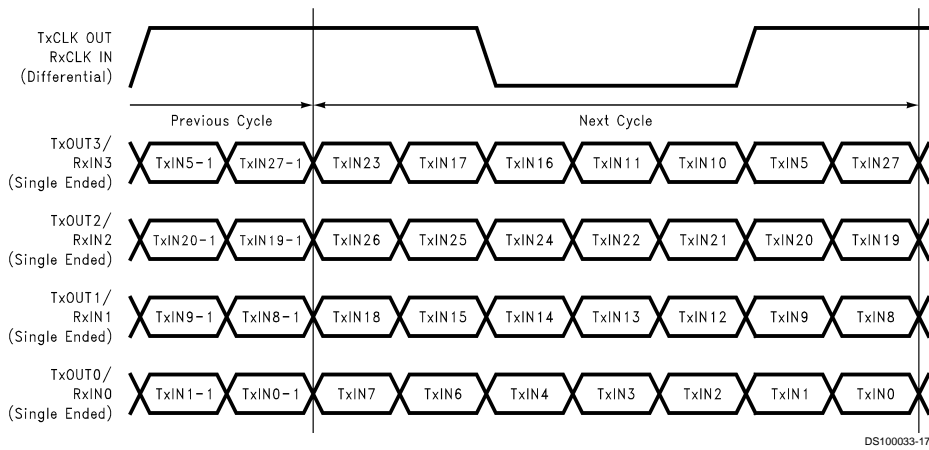 TxCLK OUT
RxCLK IN
(Differential)
Previous Cycle
Next Cycle
TxOUT3/
RxIN3
(Single Ended)
TxIN5-1 TxIN27-1 TxIN23 TxIN17 TxIN16 TxIN11 TxIN10 TxIN5 TxIN27
TxOUT2/
RxIN2
(Single Ended)
TxIN20-1 TxIN19-1 TxIN26 TxIN25 TxIN24 TxIN22 TxIN21 TxIN20 TxIN19
TxOUT1/
RxIN1
(Single Ended)
TxIN9-1 TxIN8-1 TxIN18 TxIN15 TxIN14 TxIN13 TxIN12 TxIN9 TxIN8
TxOUT0/
RxIN0
(Single Ended)
TxIN1-1 TxIN0-1 TxIN7 TxIN6 TxIN4 TxIN3 TxIN2 TxIN1 TxIN0
DS100033-17